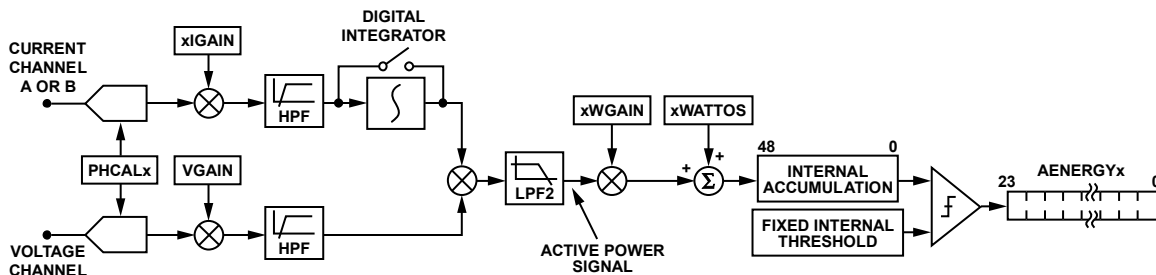 DIGITAL
INTEGRATOR
xIGAIN
CURRENT
CHANNEL
A OR B
HPF
xWGAIN
xWATTOS
PHCALx
VGAIN
LPF2
+
+
Σ
48
0
INTERNAL
ACCUMULATION
AENERGYx
23
0
FIXED INTERNAL
THRESHOLD
HPF
VOLTAGE
CHANNEL
ACTIVE POWER
SIGNAL